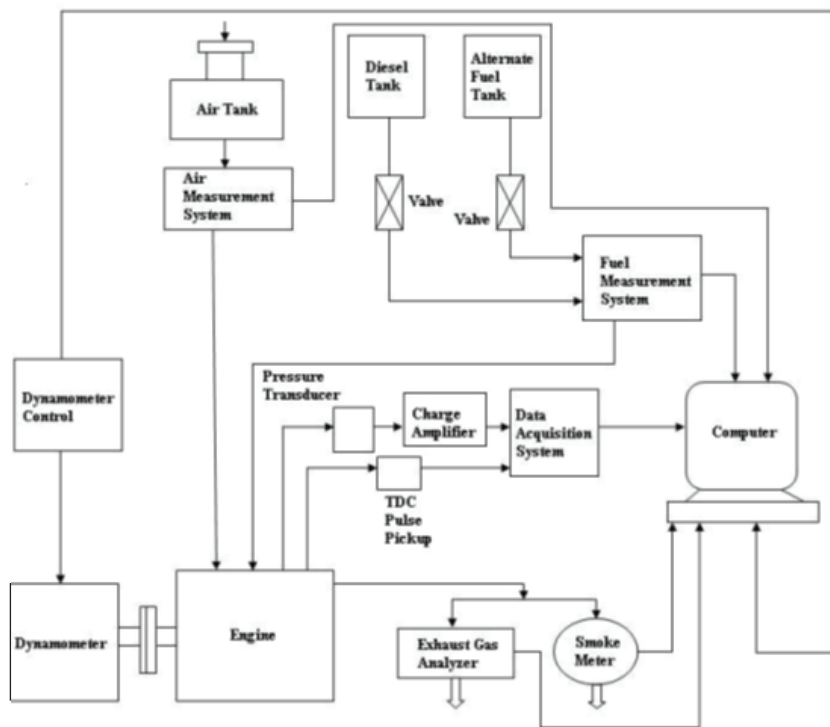 Diesel
Tank
Alternate
Fuel
Tank
Air Tank
Air
Measurement
System
Valve
Valve
Fuel
Measurement
System
Pressure
Transducer
Dynamometer
Control
Charge
Amplifier
Data
Acquisition
System
Computer
TDC
Pulse
Pickup
Dynamometer
Engine
Exhaust Gas
Analyzer
Smoke
Meter